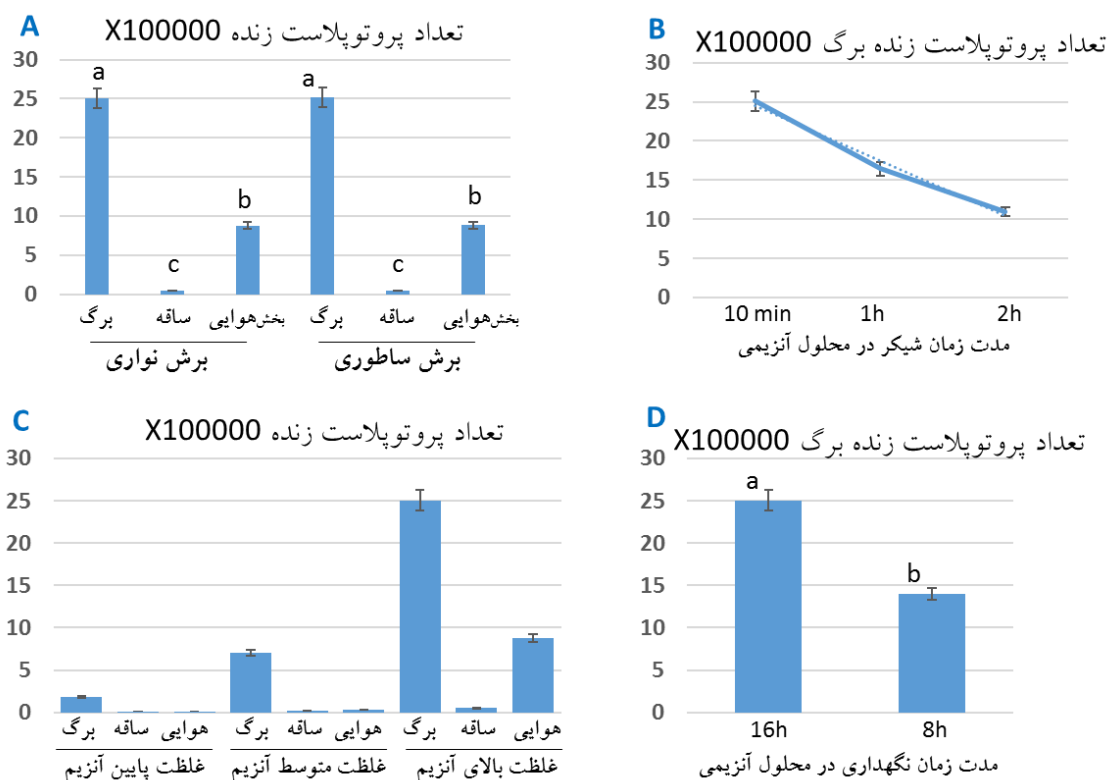 A
تعداد پروتوپلاست زنده X100000
30
25
20
15
10
5
0
a
c
b
a
c
b
برگ
ساقه
بخش‌هوایی
برگ
ساقه
بخش‌هوایی
برش نواری
برش ساطوری
B
تعداد پروتوپلاست زنده برگ X100000
30
25
20
15
10
5
0
10 min
1h
2h
مدت زمان شیکر در محلول آنزیمی
C
تعداد پروتوپلاست زنده X100000
30
25
20
15
10
5
0
برگ
ساقه
هوایی
برگ
ساقه
هوایی
برگ
ساقه
هوایی
غلظت پایین آنزیم
غلظت متوسط آنزیم
غلظت بالای آنزیم
D
تعداد پروتوپلاست زنده برگ X100000
30
25
20
15
10
5
0
a
b
16h
8h
مدت زمان نگهداری در محلول آنزیمی